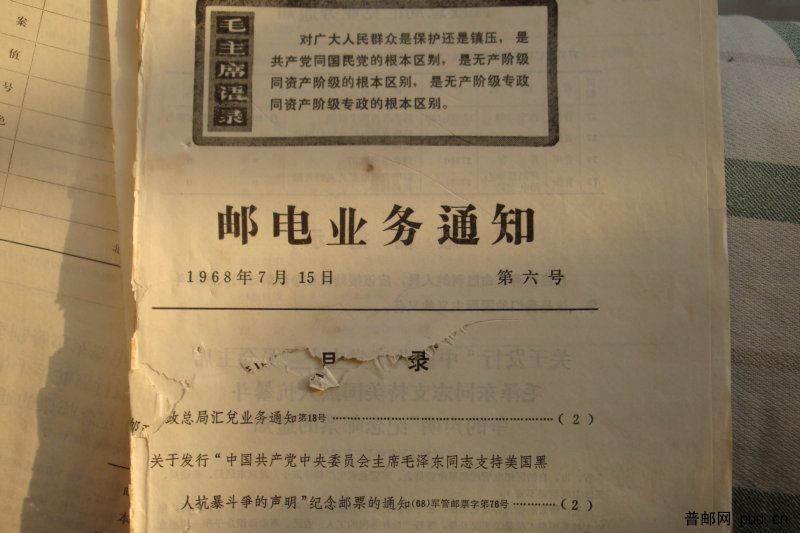 毛主席语录
对广大人民群众是保护还是镇压，是
共产党同国民党的根本区别，是无产阶级
同资产阶级的根本区别，是无产阶级专政
同资产阶级专政的根本区别。
邮电业务通知
1968年7月15日 第六号
目录
邮政总局汇兑业务通知第18号……(2)
关于发行“中国共产党中央委员会主席毛泽东同志支持美国黑
人抗暴斗爭的声明”纪念邮票的通知(68)军管邮票字第76号……(2)
案
值
号
色
普邮网 puu.cn